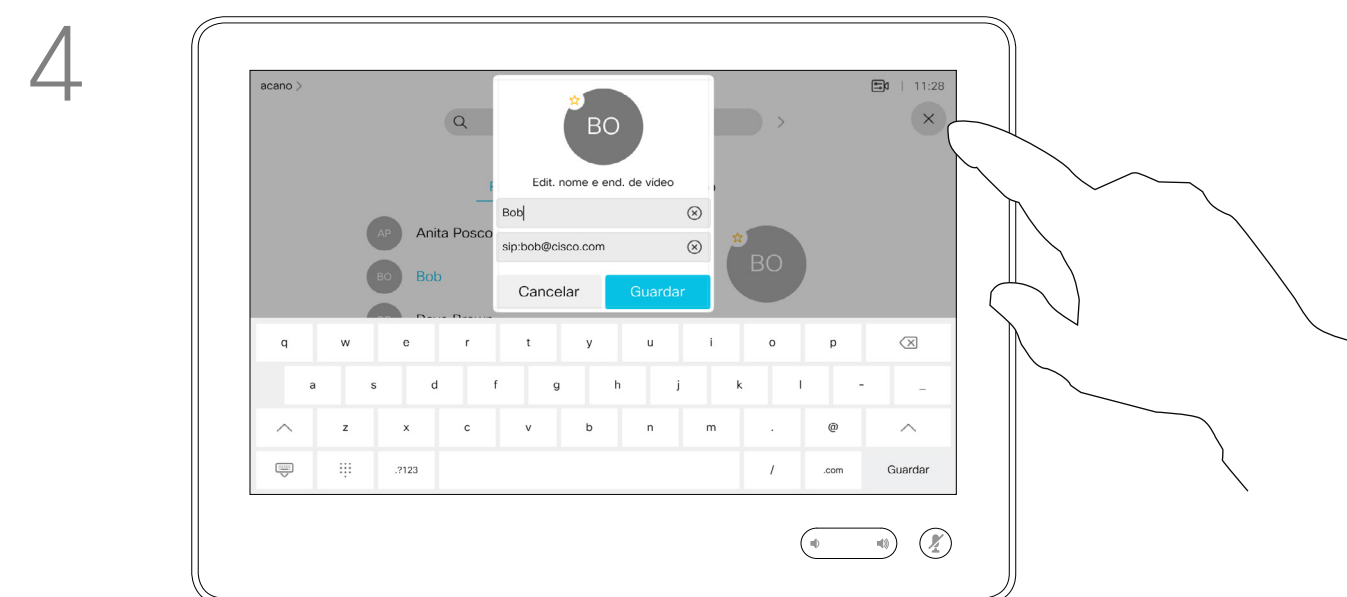 4
acano >
11:28
BO
Edit. nome e end. de vídeo
Bob
AP
Anita Posco
sip:bob@cisco.com
BO
BO
Bob
Cancelar
Guardar
q w e r t y u i o p
a s d f g h j k l - _
z x c v b n m . @
.?123 / .com Guardar